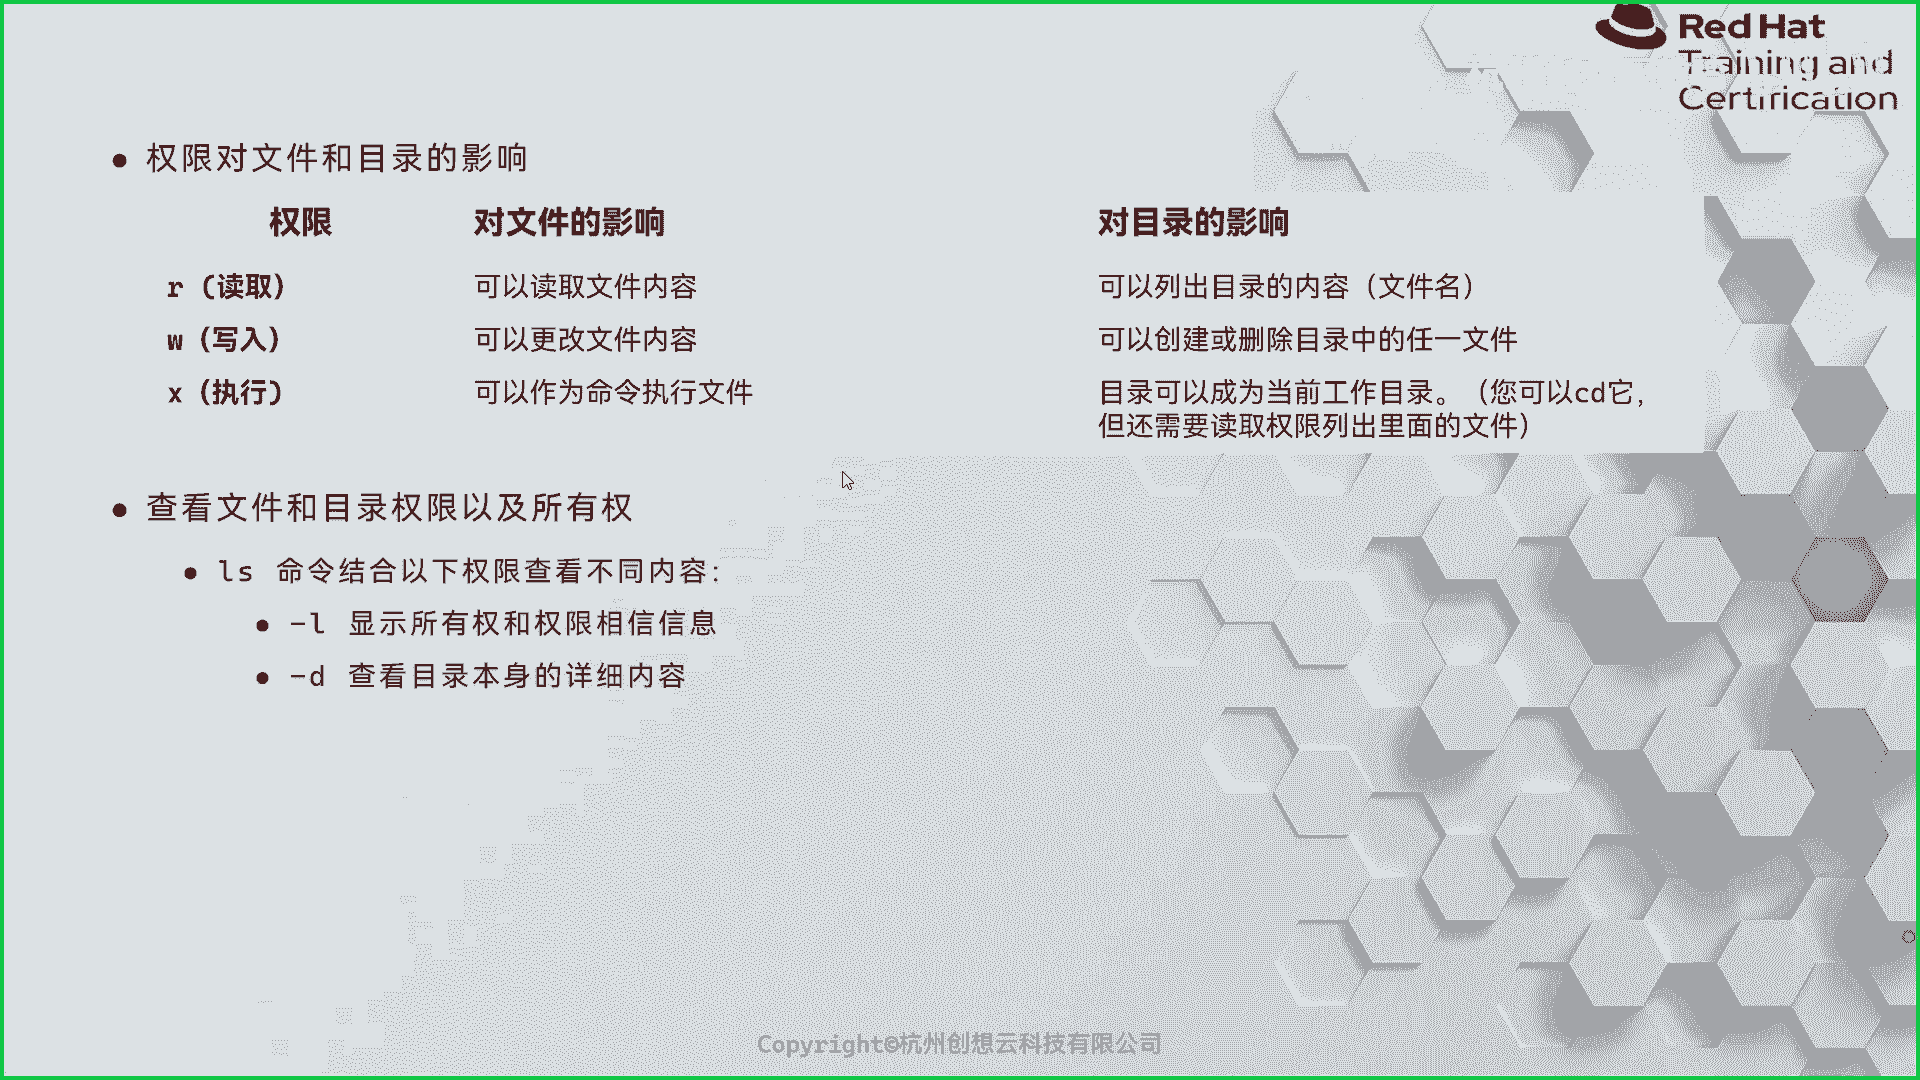 Red Hat
Training and
Certification
● 权限对文件和目录的影响
权限 对文件的影响 对目录的影响
r（读取） 可以读取文件内容 可以列出目录的内容（文件名）
w（写入） 可以更改文件内容 可以创建或删除目录中的任一文件
x（执行） 可以作为命令执行文件 目录可以成为当前工作目录。（您可以cd它，
但还需要读取权限列出里面的文件）
● 查看文件和目录权限以及所有权
● ls 命令结合以下权限查看不同内容：
● -l 显示所有权和权限相信信息
● -d 查看目录本身的详细内容
Copyright©杭州创想云科技有限公司